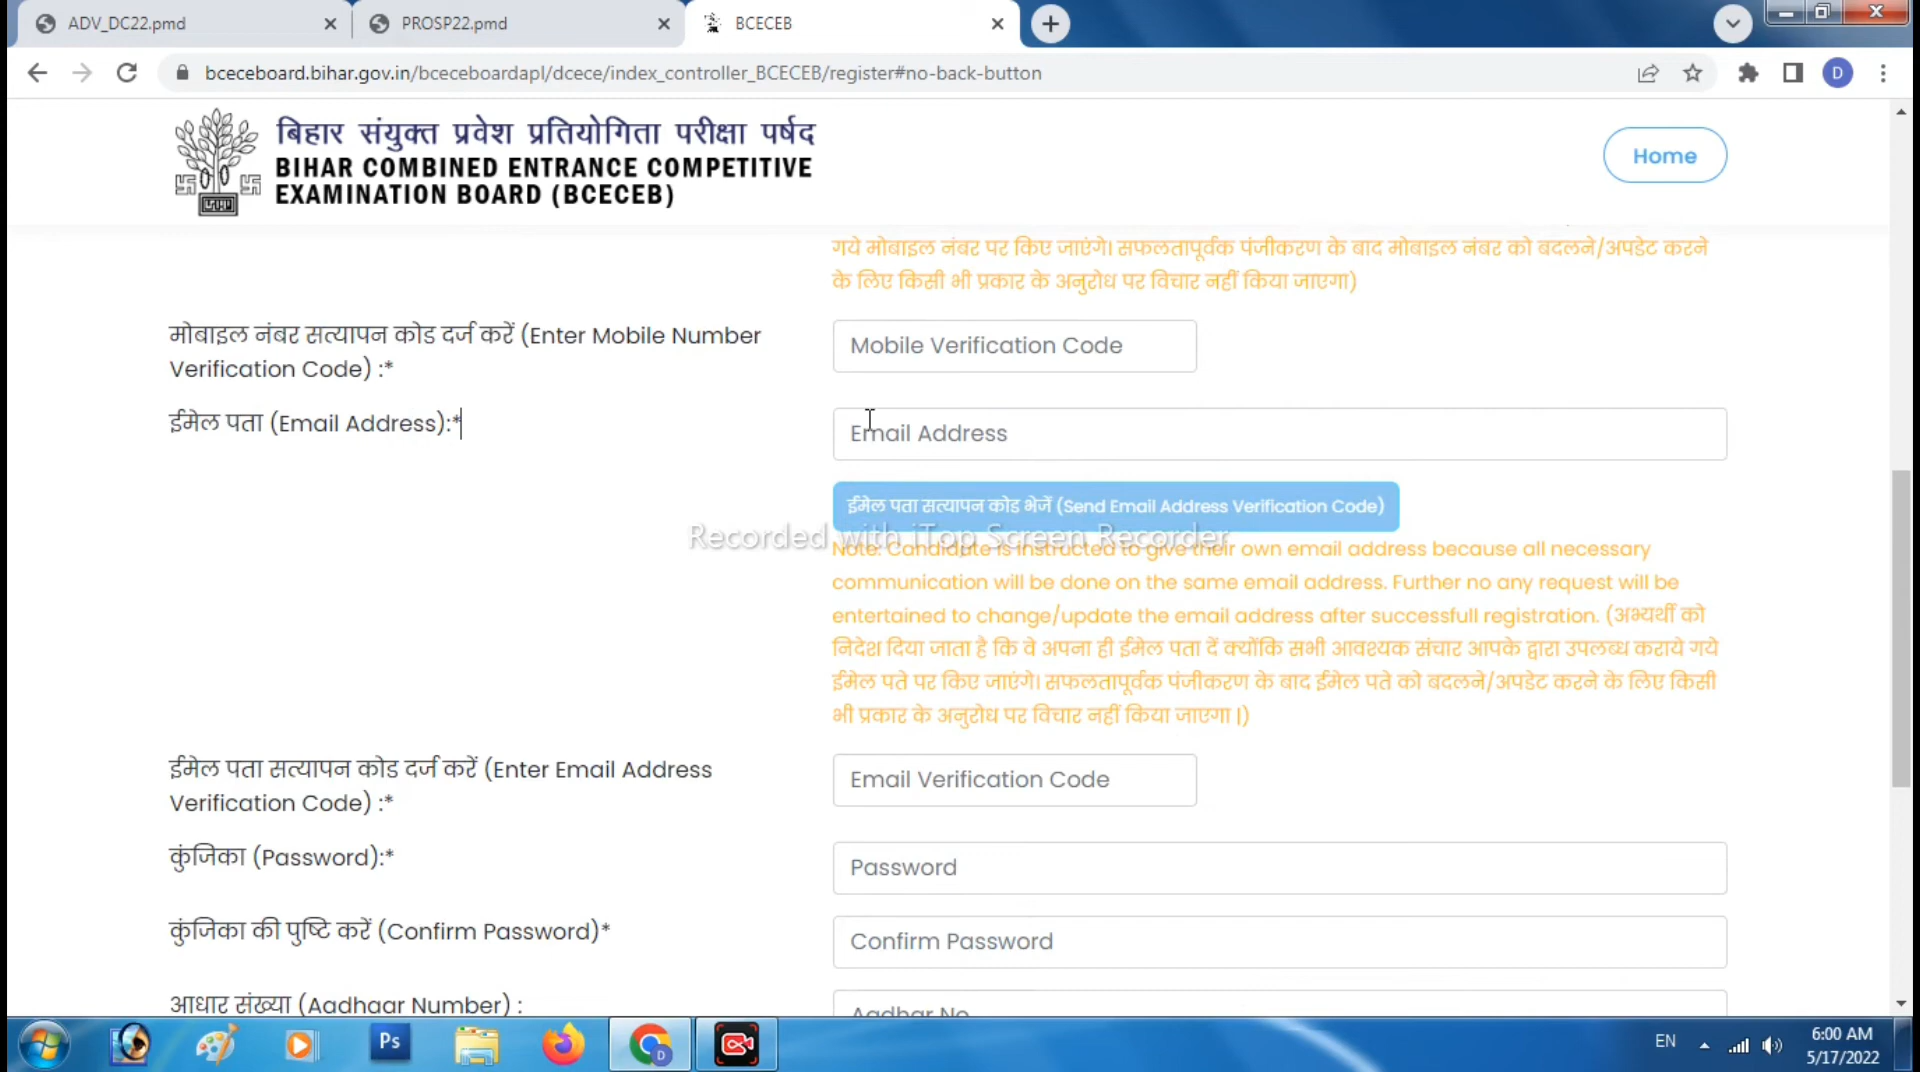 ADV_DC22.pmd
PROSP22.pmd
BCECEB
bceceboard.bihar.gov.in/bceceboardapl/dcece/index_controller_BCECEB/register#no-back-button
D
बिहार संयुक्त प्रवेश प्रतियोगिता परीक्षा पर्षद
BIHAR COMBINED ENTRANCE COMPETITIVE
EXAMINATION BOARD (BCECEB)
Home
गये मोबाइल नंबर पर किए जाएंगे। सफलतापूर्वक पंजीकरण के बाद मोबाइल नंबर को बदलने/अपडेट करने
के लिए किसी भी प्रकार के अनुरोध पर विचार नहीं किया जाएगा)
मोबाइल नंबर सत्यापन कोड दर्ज करें (Enter Mobile Number
Verification Code) :*
Mobile Verification Code
ईमेल पता (Email Address):*
Email Address
ईमेल पता सत्यापन कोड भेजें (Send Email Address Verification Code)
Recorded with iTop Screen Recorder
Note: Candidate is instructed to give their own email address because all necessary
communication will be done on the same email address. Further no any request will be
entertained to change/update the email address after successfull registration. (अभ्यर्थी को
निदेश दिया जाता है कि वे अपना ही ईमेल पता दें क्योंकि सभी आवश्यक संचार आपके द्वारा उपलब्ध कराये गये
ईमेल पते पर किए जाएंगे। सफलतापूर्वक पंजीकरण के बाद ईमेल पते को बदलने/अपडेट करने के लिए किसी
भी प्रकार के अनुरोध पर विचार नहीं किया जाएगा |)
ईमेल पता सत्यापन कोड दर्ज करें (Enter Email Address
Verification Code) :*
Email Verification Code
कुंजिका (Password):*
Password
कुंजिका की पुष्टि करें (Confirm Password)*
Confirm Password
आधार संख्या (Aadhaar Number) :
Aadhar No
Ps
D
EN
6:00 AM
5/17/2022